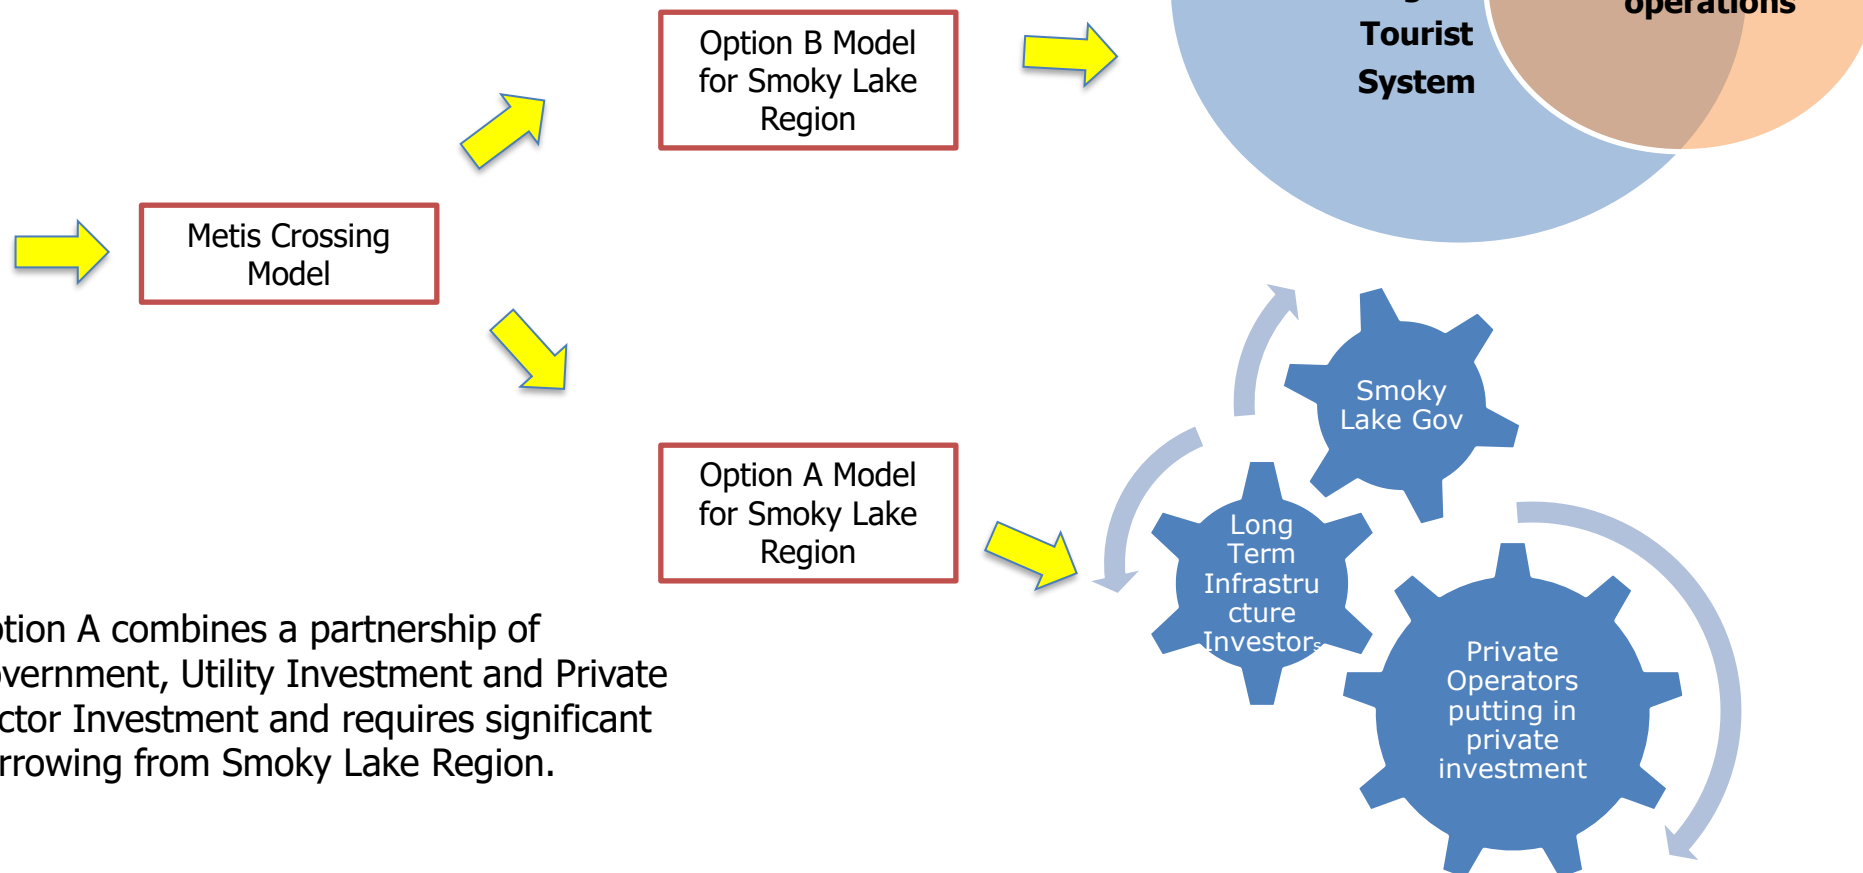 operations
Tourist
System
Option B Model
for Smoky Lake
Region
Metis Crossing
Model
Smoky
Lake Gov
Option A Model
for Smoky Lake
Region
Long
Term
Infrastru
cture
Investors
Private
Operators
putting in
private
investment
ption A combines a partnership of
overnment, Utility Investment and Private
ctor Investment and requires significant
rrowing from Smoky Lake Region.